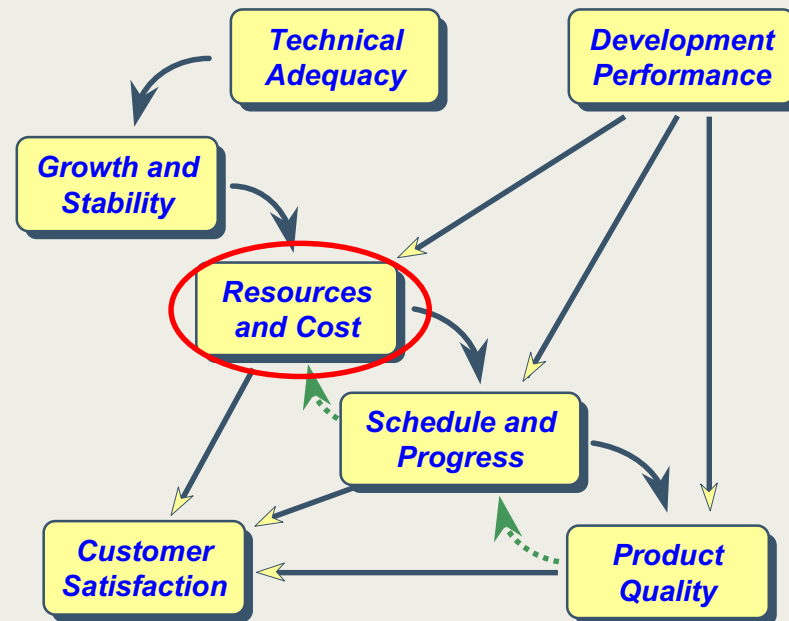 Technical
Adequacy
Development
Performance
Growth and
Stability
Resources
and Cost
Schedule and
Progress
Customer
Satisfaction
Product
Quality